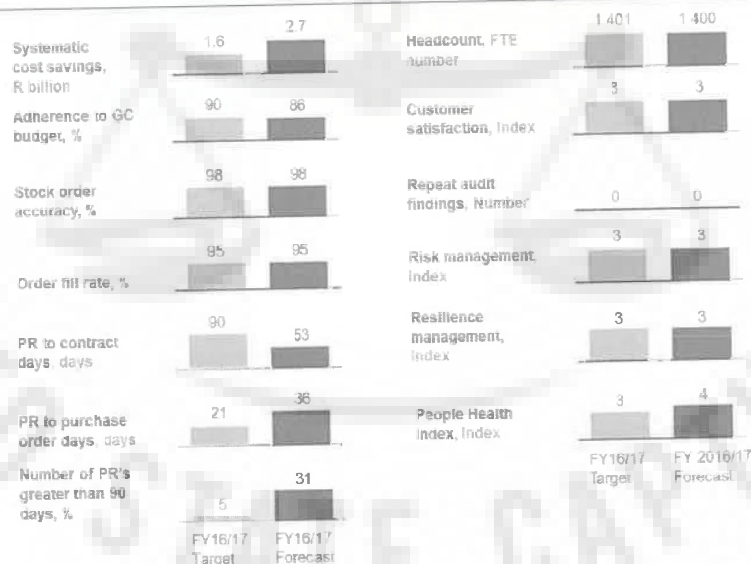 Systematic
cost savings,
R billion
1.6
2.7
Adherence to GC
budget, %
90
86
Stock order
accuracy, %
98
98
Order fill rate, %
95
95
PR to contract
days, days
90
53
PR to purchase
order days, days
21
36
Number of PR's
greater than 90
days, %
5
31
FY16/17
Target
FY16/17
Forecast
Headcount, FTE
number
1 401
1 400
Customer
satisfaction, Index
3
3
Repeat audit
findings, Number
0
0
Risk management,
Index
3
3
Resilience
management,
Index
3
3
People Health
Index, Index
3
4
FY16/17
Target
FY 2016/17
Forecast